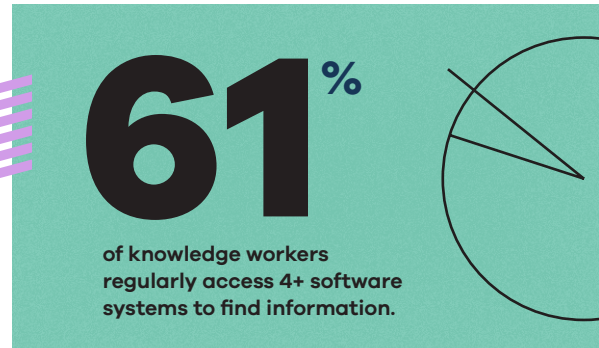 61%
of knowledge workers
regularly access 4+ software
systems to find information.